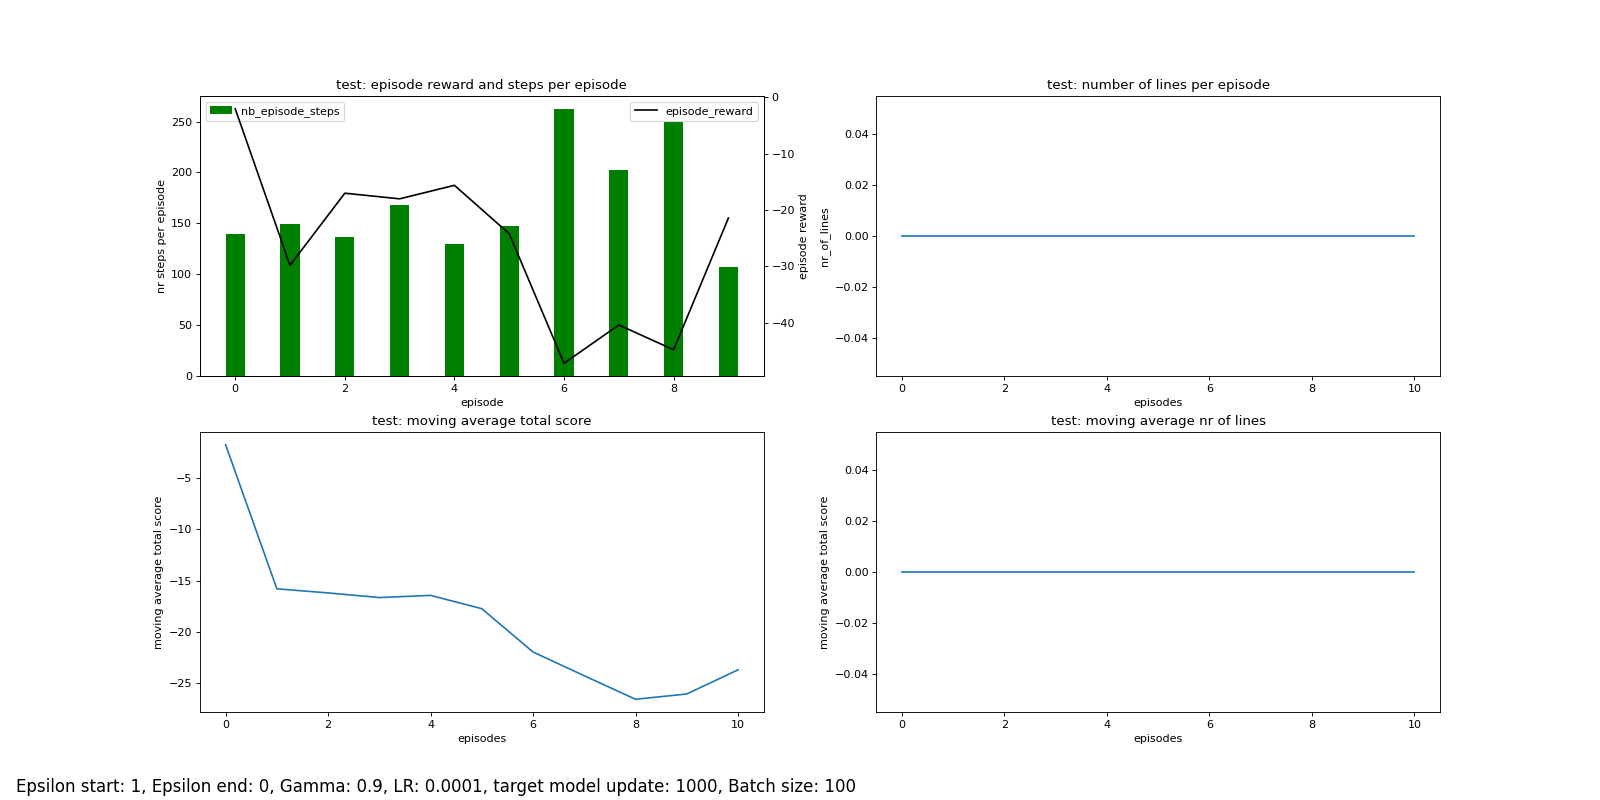 test: episode reward and steps per episode
nb_episode_steps
episode_reward
250
200
150
100
50
0
nr steps per episode
0
−10
−20
−30
−40
episode reward
0 2 4 6 8
episode
test: number of lines per episode
0.04
0.02
0.00
−0.02
−0.04
nr_of_lines
0 2 4 6 8 10
episodes
test: moving average total score
−5
−10
−15
−20
−25
moving average total score
0 2 4 6 8 10
episodes
test: moving average nr of lines
0.04
0.02
0.00
−0.02
−0.04
moving average total score
0 2 4 6 8 10
episodes
Epsilon start: 1, Epsilon end: 0, Gamma: 0.9, LR: 0.0001, target model update: 1000, Batch size: 100